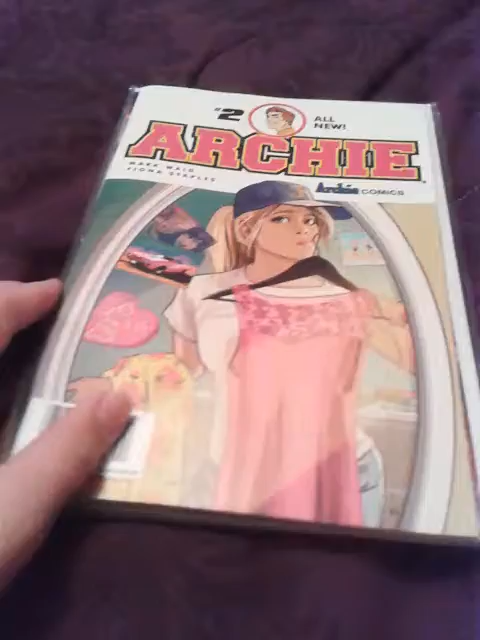 #2
ALL
NEW!
ARCHIE
MARK WAID
FIONA STAPLES
Archie COMICS